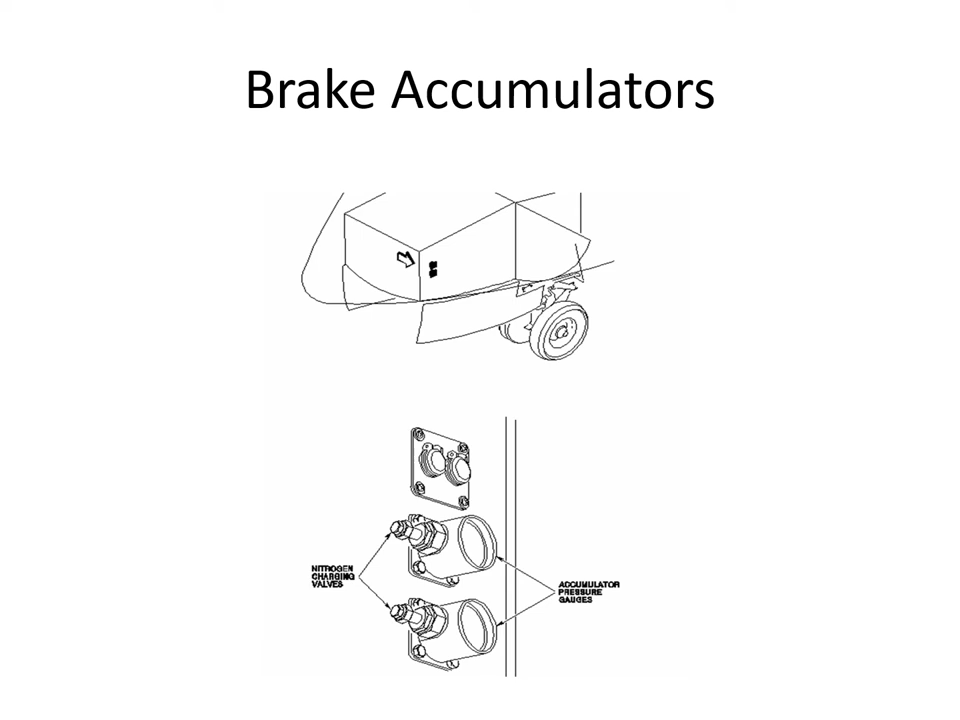 Brake Accumulators
NITROGEN
CHARGING
VALVES
ACCUMULATOR
PRESSURE
GAUGES